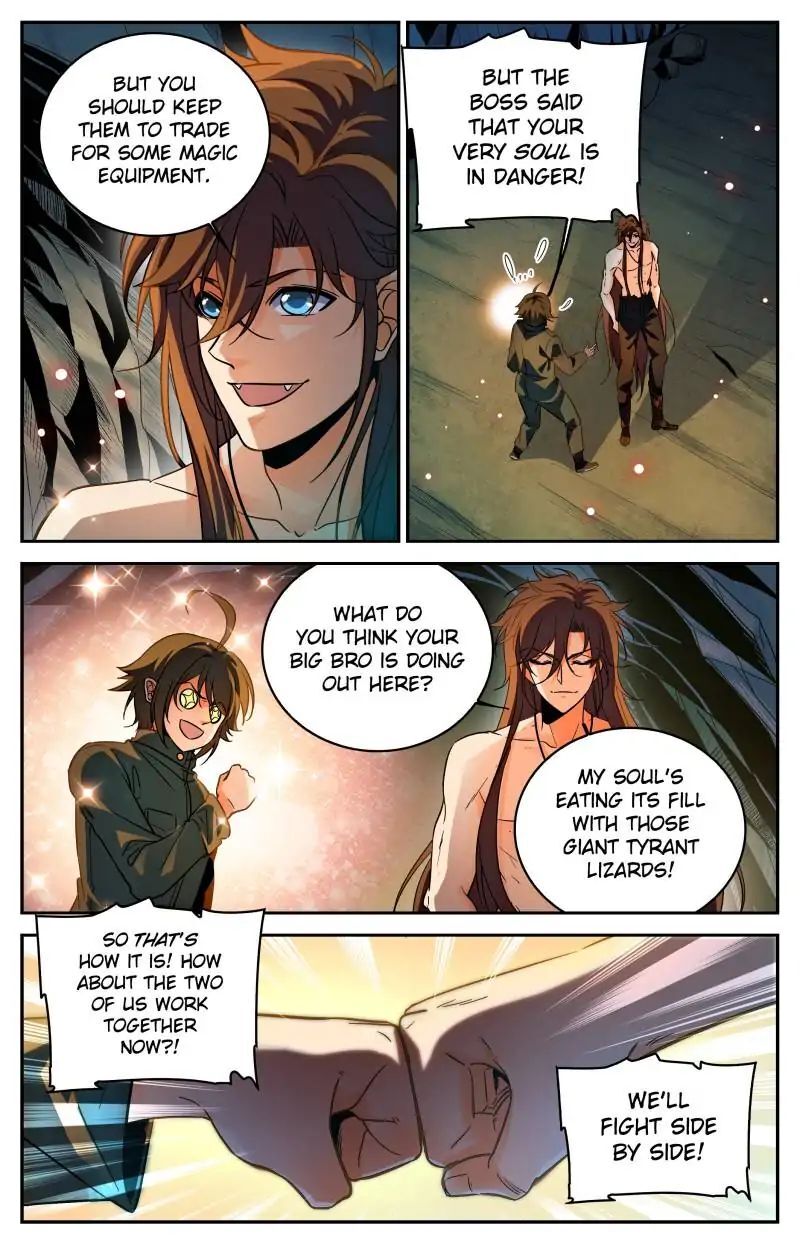 BUT YOU
SHOULD KEEP
THEM TO TRADE
FOR SOME MAGIC
EQUIPMENT.
BUT THE
BOSS SAID
THAT YOUR
VERY SOUL IS
IN DANGER!
WHAT DO
YOU THINK YOUR
BIG BRO IS DOING
OUT HERE?
MY SOUL'S
EATING ITS FILL
WITH THOSE
GIANT TYRANT
LIZARDS!
SO THAT'S
HOW IT IS! HOW
ABOUT THE TWO
OF US WORK
TOGETHER
NOW?!
WE'LL
FIGHT SIDE
BY SIDE!